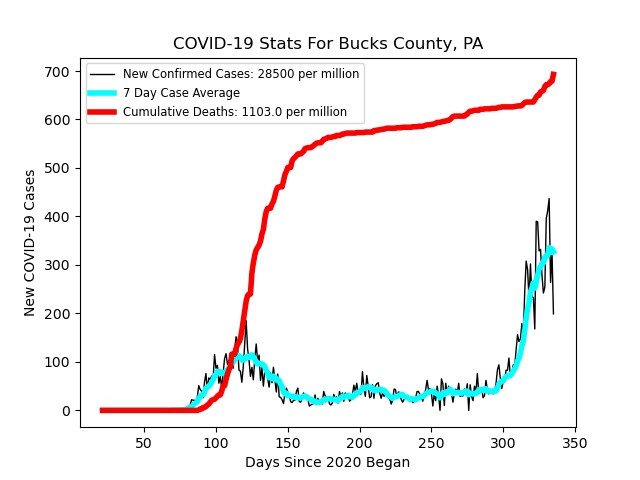 COVID-19 Stats For Bucks County, PA
New Confirmed Cases: 28500 per million
7 Day Case Average
Cumulative Deaths: 1103.0 per million
New COVID-19 Cases
700
600
500
400
300
200
100
0
50 100 150 200 250 300 350
Days Since 2020 Began